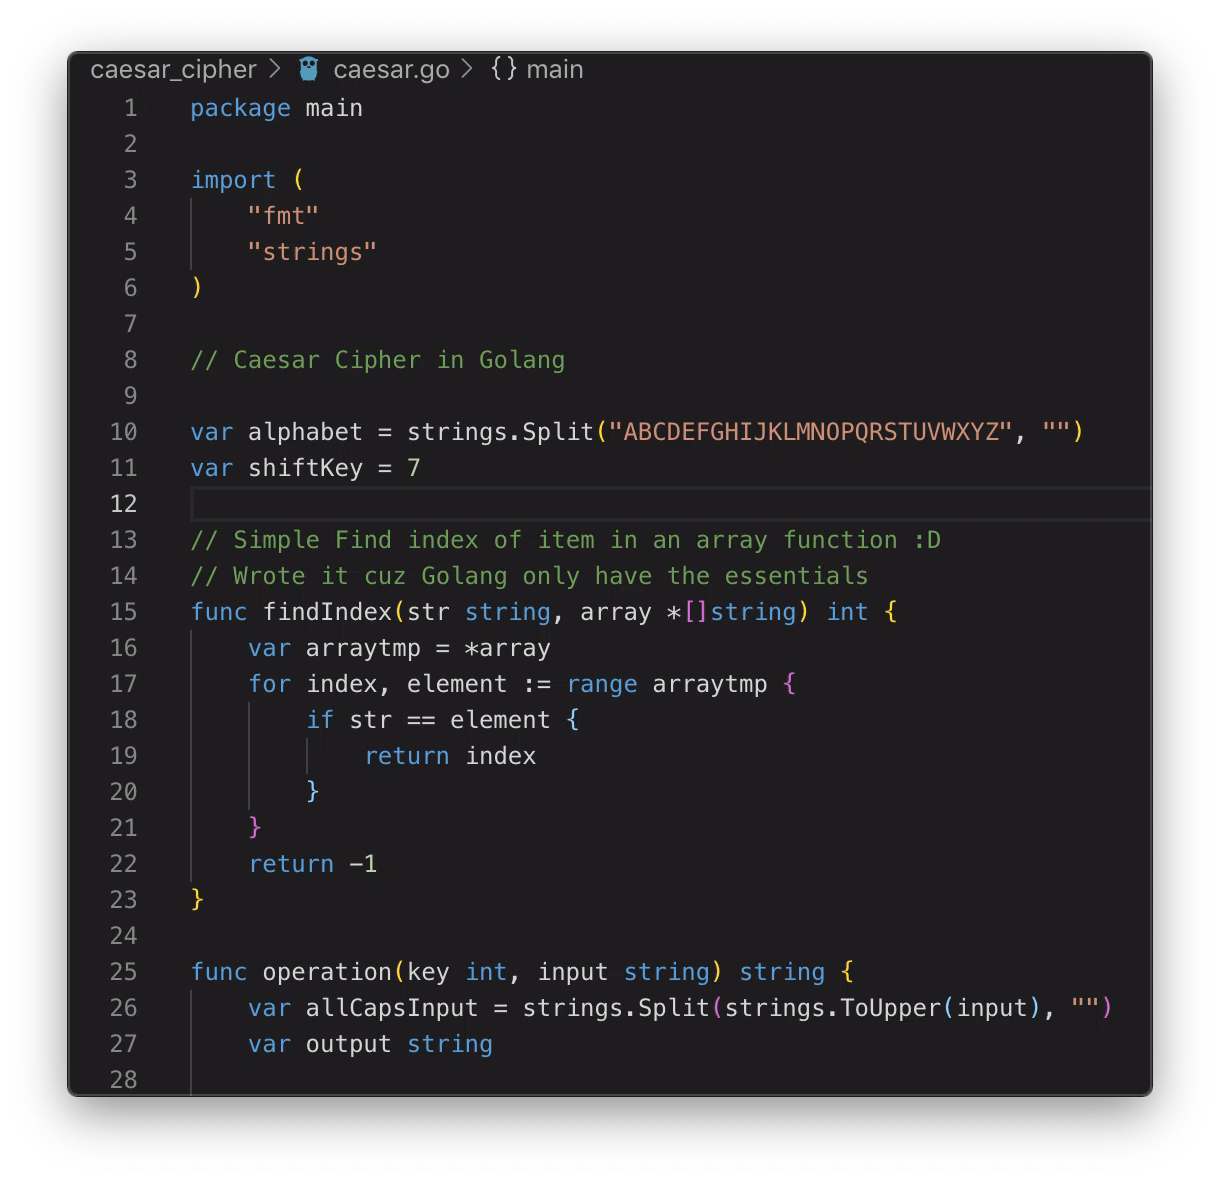 caesar_cipher > caesar.go > {} main
1 package main
2
3 import (
4     "fmt"
5     "strings"
6 )
7
8 // Caesar Cipher in Golang
9
10 var alphabet = strings.Split("ABCDEFGHIJKLMNOPQRSTUVWXYZ", "")
11 var shiftKey = 7
12
13 // Simple Find index of item in an array function :D
14 // Wrote it cuz Golang only have the essentials
15 func findIndex(str string, array *[]string) int {
16     var arraytmp = *array
17     for index, element := range arraytmp {
18         if str == element {
19             return index
20         }
21     }
22     return -1
23 }
24
25 func operation(key int, input string) string {
26     var allCapsInput = strings.Split(strings.ToUpper(input), "")
27     var output string
28